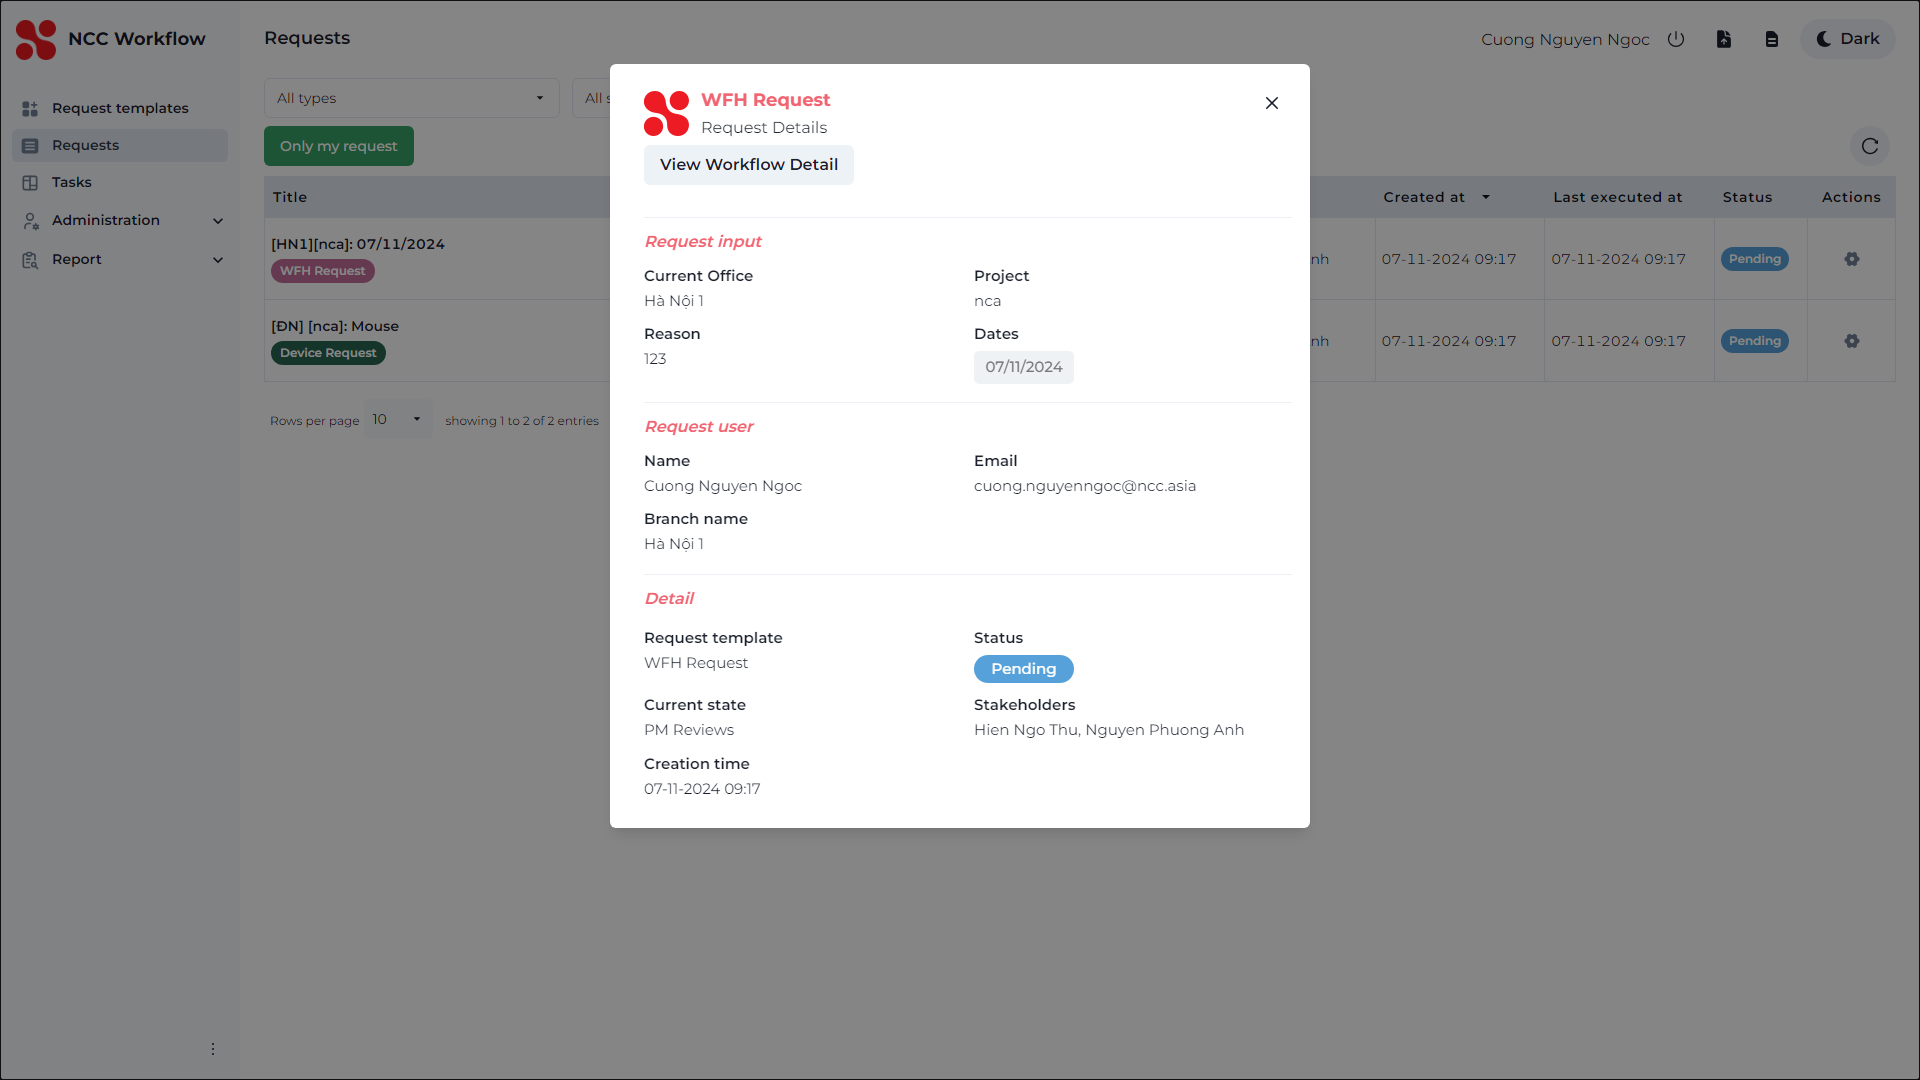 NCC Workflow
Requests
Cuong Nguyen Ngoc
Dark
Request templates
Requests
Tasks
Administration
Report
All types
All s
Only my request
Title
Created at
Last executed at
Status
Actions
[HN1][nca]: 07/11/2024
WFH Request
nh
07-11-2024 09:17
07-11-2024 09:17
Pending
[ĐN] [nca]: Mouse
Device Request
nh
07-11-2024 09:17
07-11-2024 09:17
Pending
Rows per page
10
showing 1 to 2 of 2 entries
WFH Request
Request Details
View Workflow Detail
Request input
Current Office
Hà Nội 1
Project
nca
Reason
123
Dates
07/11/2024
Request user
Name
Cuong Nguyen Ngoc
Email
cuong.nguyenngoc@ncc.asia
Branch name
Hà Nội 1
Detail
Request template
WFH Request
Status
Pending
Current state
PM Reviews
Stakeholders
Hien Ngo Thu, Nguyen Phuong Anh
Creation time
07-11-2024 09:17